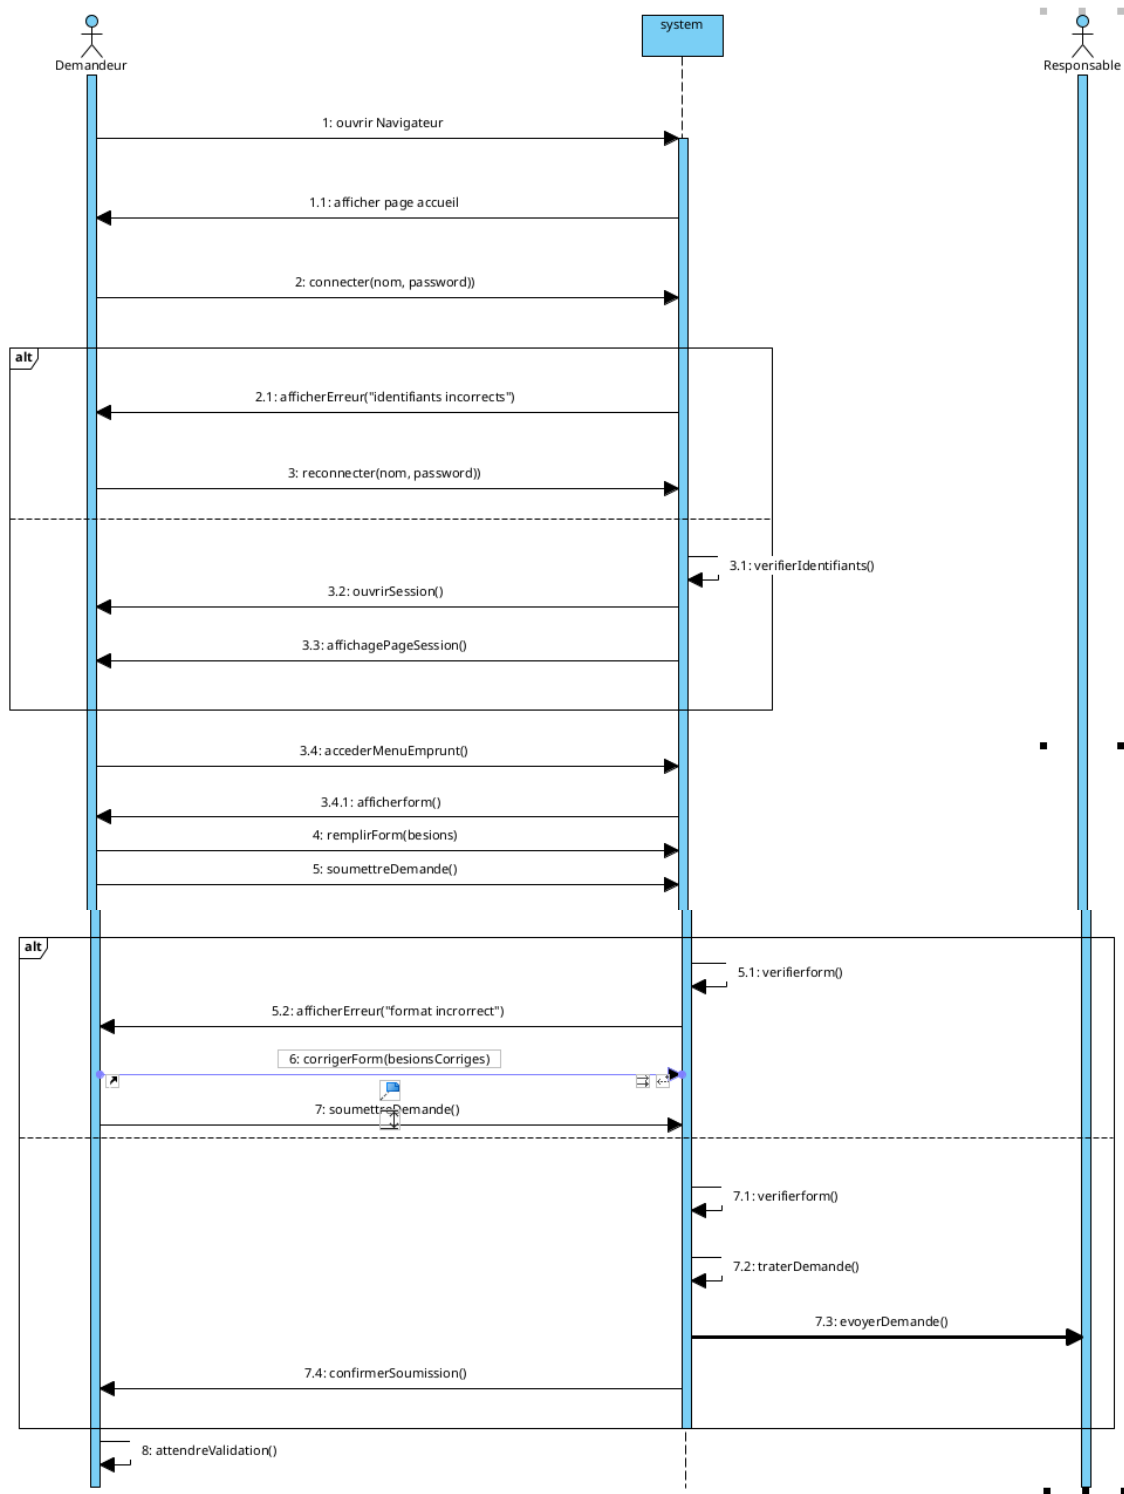 Demandeur
system
Responsable
1: ouvrir Navigateur
1.1: afficher page accueil
2: connecter(nom, password))
alt
2.1: afficherErreur("identifiants incorrects")
3: reconnecter(nom, password))
3.1: verifierIdentifiants()
3.2: ouvrirSession()
3.3: affichagePageSession()
3.4: accederMenuEmprunt()
3.4.1: afficherform()
4: remplirForm(besions)
5: soumettreDemande()
alt
5.1: verifierform()
5.2: afficherErreur("format incrorrect")
6: corrigerForm(besionsCorriges)
7: soumettreDemande()
7.1: verifierform()
7.2: traterDemande()
7.3: evoyerDemande()
7.4: confirmerSoumission()
8: attendreValidation()